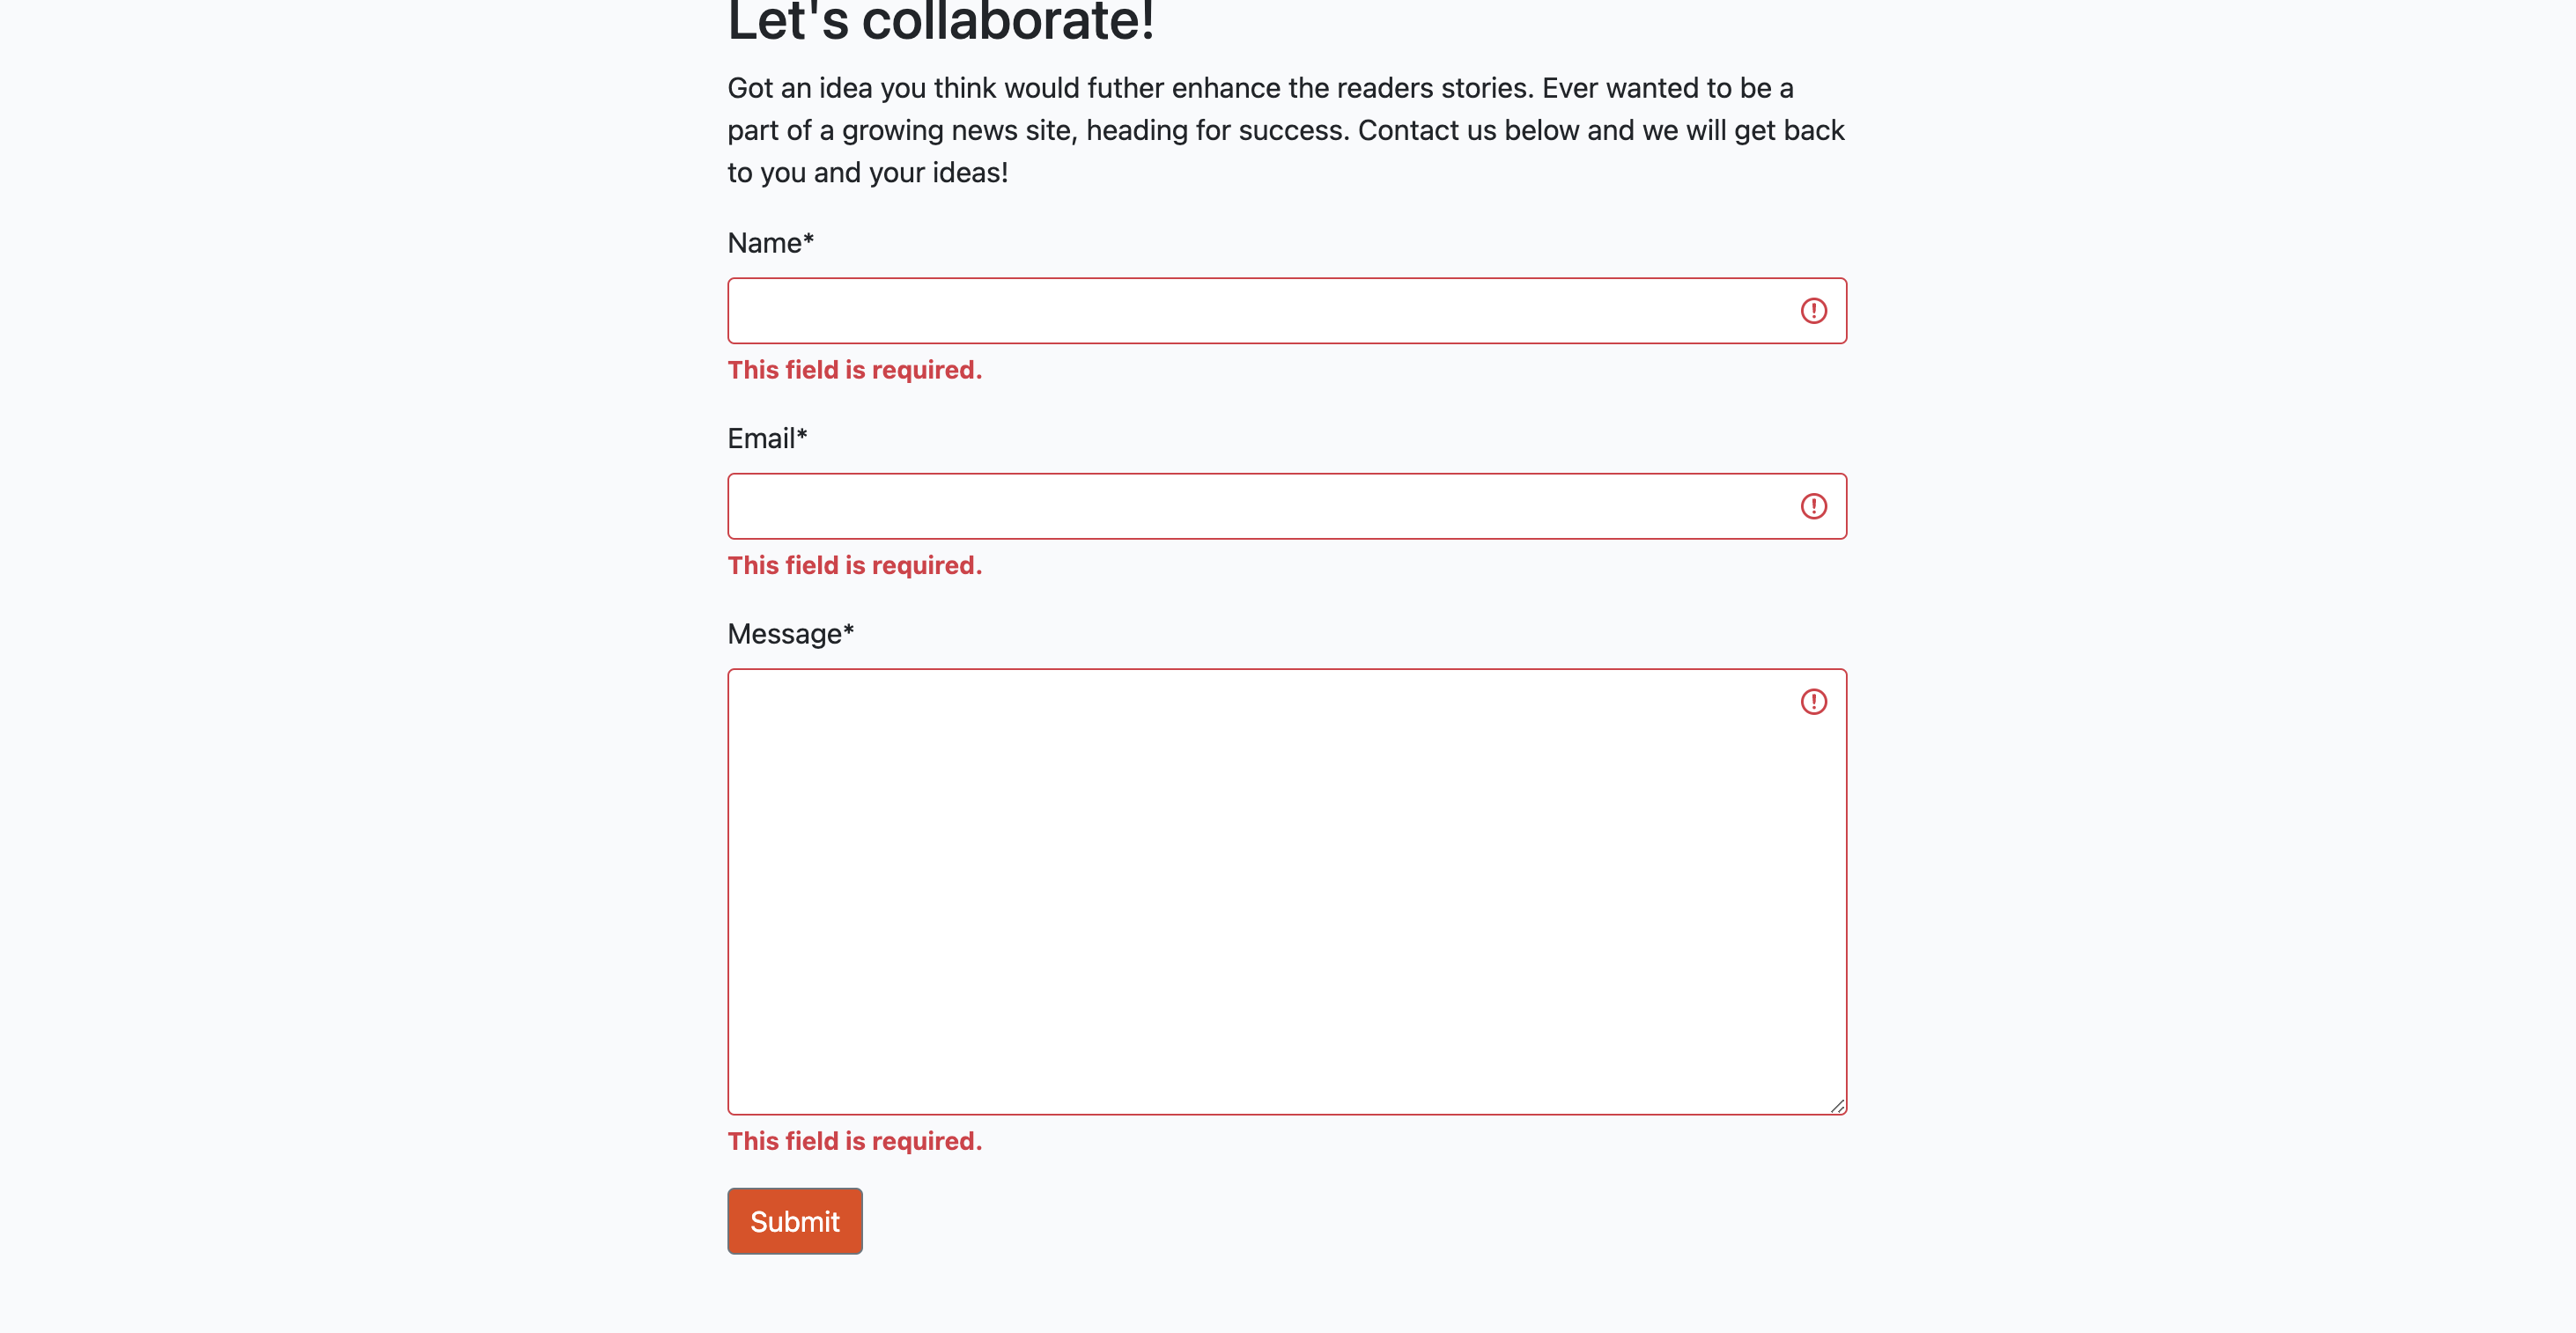 Let's collaborate!
Got an idea you think would futher enhance the readers stories. Ever wanted to be a
part of a growing news site, heading for success. Contact us below and we will get back
to you and your ideas!
Name*
This field is required.
Email*
This field is required.
Message*
This field is required.
Submit